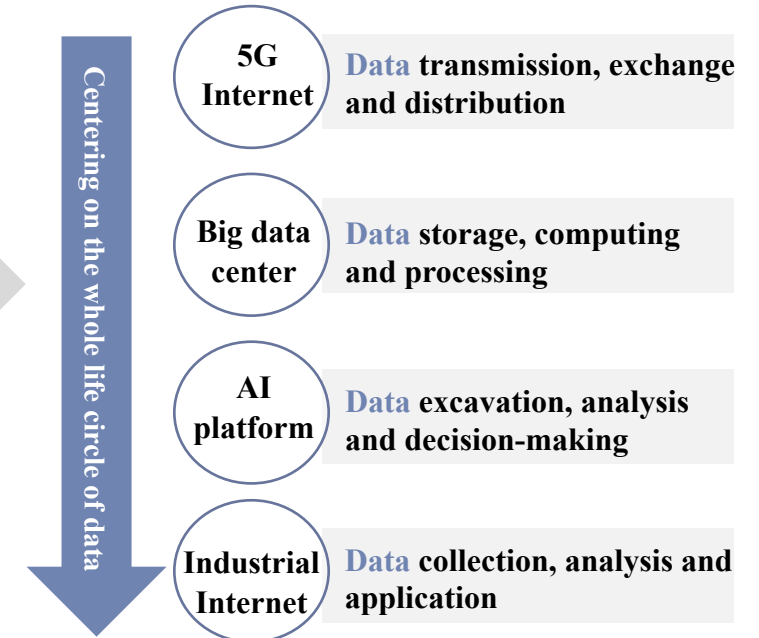 Centering on the whole life circle of data
5G
Internet
Data transmission, exchange
and distribution
Big data
center
Data storage, computing
and processing
AI
platform
Data excavation, analysis
and decision-making
Industrial
Internet
Data collection, analysis and
application